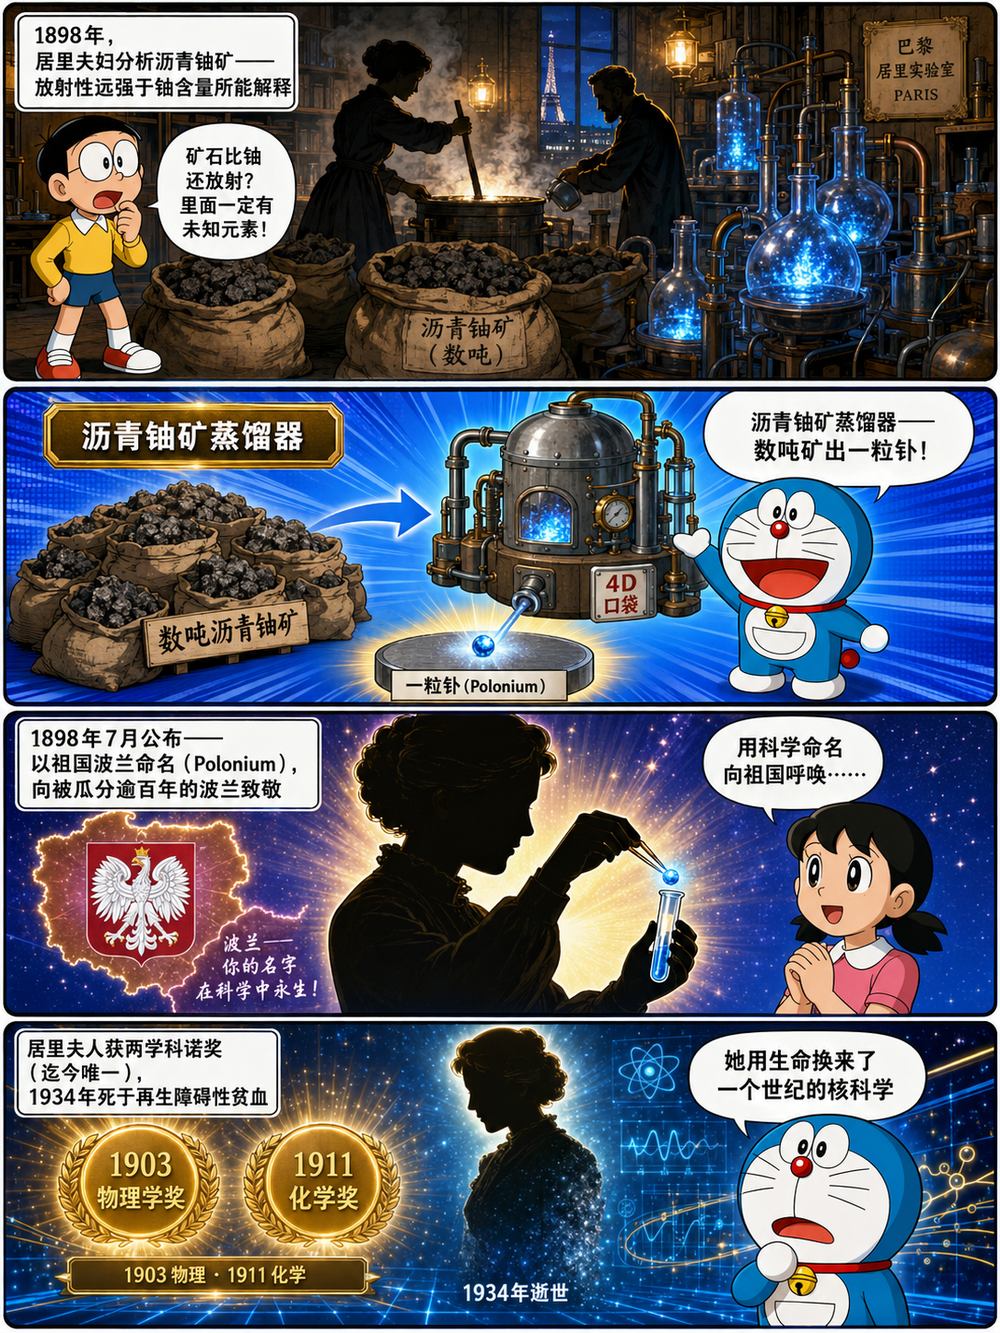 1898年，
居里夫妇分析沥青铀矿——
放射性远强于铀含量所能解释
矿石比铀
还放射？
里面一定有
未知元素！
巴黎
居里实验室
PARIS
沥青铀矿
（数吨）
沥青铀矿蒸馏器
沥青铀矿蒸馏器——
数吨矿出一粒钋！
数吨沥青铀矿
4D
口袋
一粒钋（Polonium）
1898年7月公布——
以祖国波兰命名（Polonium），
向被瓜分逾百年的波兰致敬
用科学命名
向祖国呼唤……
波兰——
你的名字
在科学中永生！
居里夫人获两学科诺奖
（迄今唯一），
1934年死于再生障碍性贫血
她用生命换来了
一个世纪的核科学
1903
物理学奖
1911
化学奖
1903 物理 · 1911 化学
1934年逝世